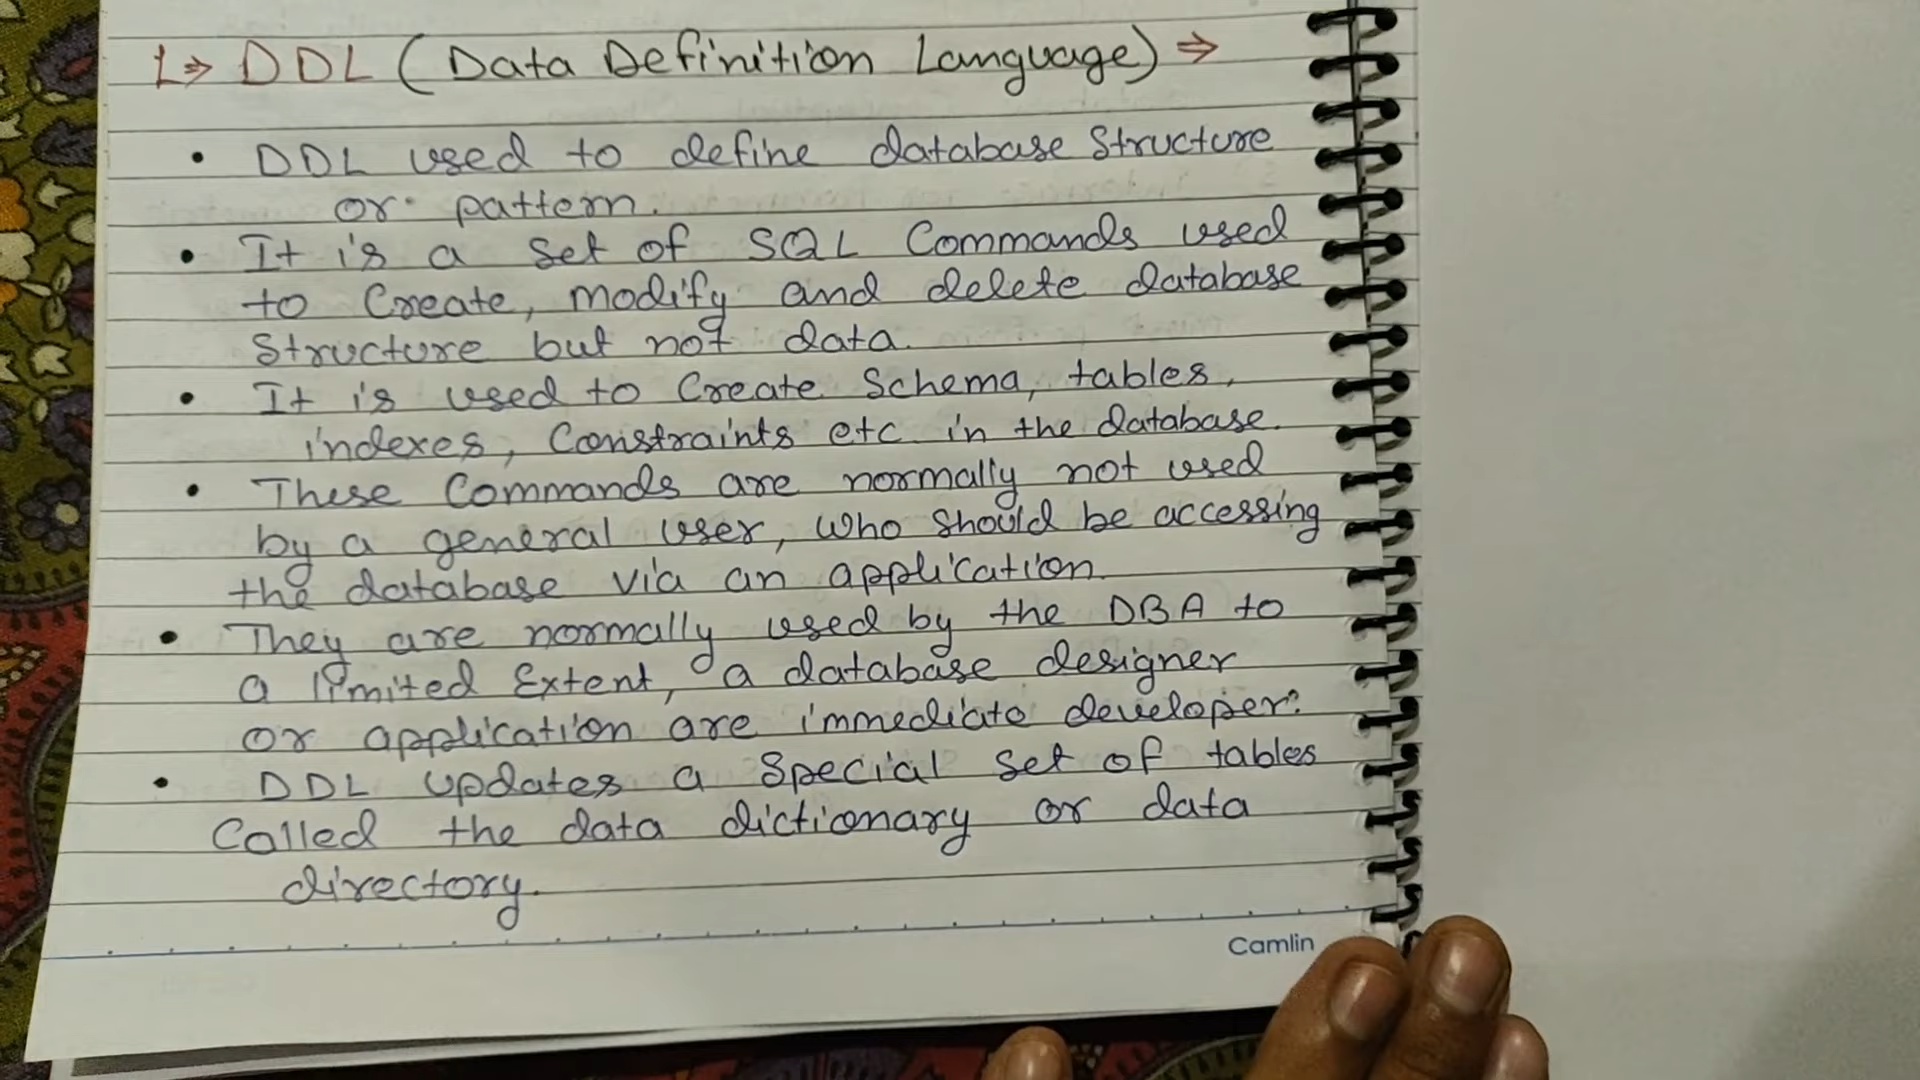 1⇒ DDL (Data Definition Language) ⇒
• DDL used to define database Structure
or pattern.
• It is a set of SQL Commands used
to Create, modify and delete database
Structure but not data.
• It is used to Create Schema, tables,
indexes, Constraints etc. in the database.
• These Commands are normally not used
by a general user, who should be accessing
the database via an application.
• They are normally used by the DBA to
a limited Extent, a database designer
or application are immediate developer.
• DDL updates a Special set of tables
Called the data dictionary or data
directory.
Camlin